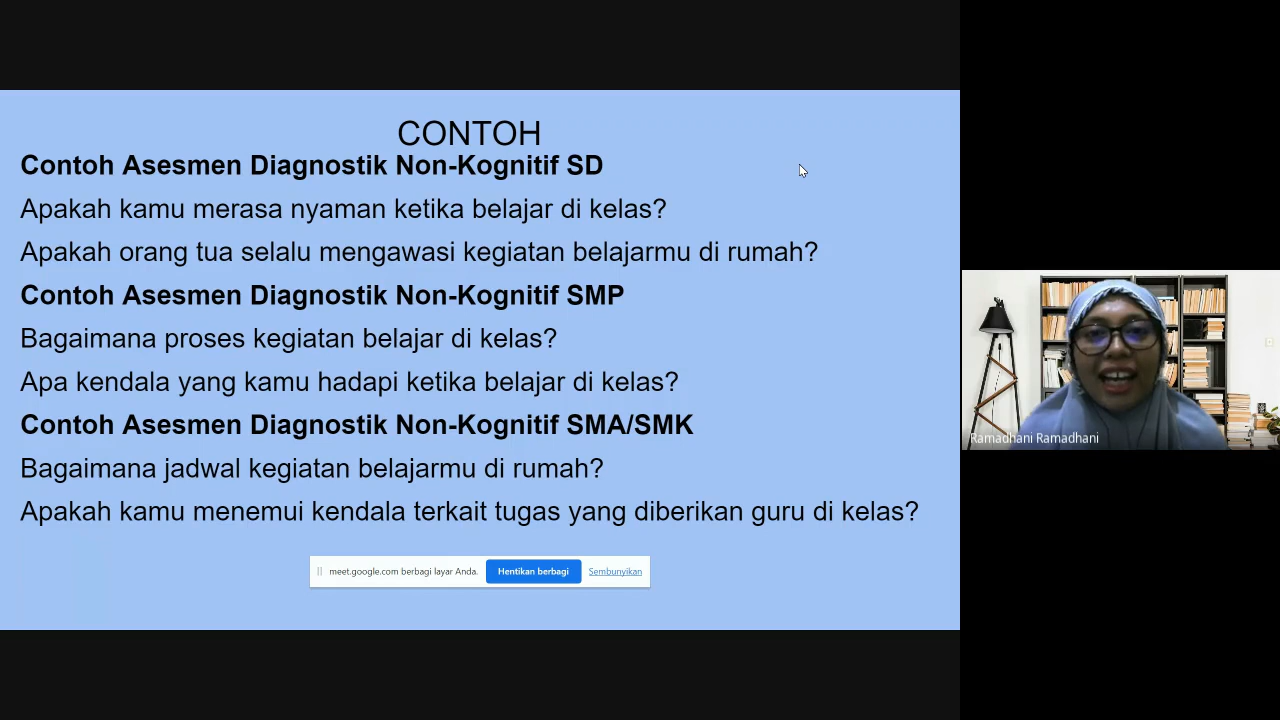 CONTOH
Contoh Asesmen Diagnostik Non-Kognitif SD
Apakah kamu merasa nyaman ketika belajar di kelas?
Apakah orang tua selalu mengawasi kegiatan belajarmu di rumah?
Contoh Asesmen Diagnostik Non-Kognitif SMP
Bagaimana proses kegiatan belajar di kelas?
Apa kendala yang kamu hadapi ketika belajar di kelas?
Contoh Asesmen Diagnostik Non-Kognitif SMA/SMK
Bagaimana jadwal kegiatan belajarmu di rumah?
Apakah kamu menemui kendala terkait tugas yang diberikan guru di kelas?
meet.google.com berbagi layar Anda. Hentikan berbagi Sembunyikan
Ramadhani Ramadhani